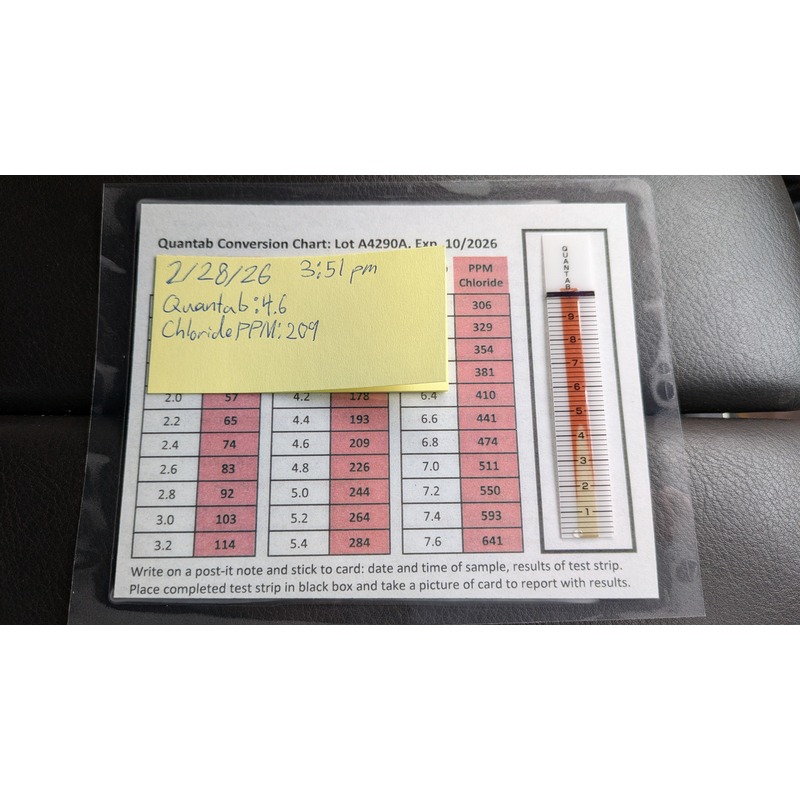 Quantab Conversion Chart: Lot A4290A. Exp. 10/2026
2/28/26 3:51 pm
Quantab: 4.6
Chloride PPM: 209
PPM
Chloride
306
329
354
381
2.0 57 4.2 178 6.4 410
2.2 65 4.4 193 6.6 441
2.4 74 4.6 209 6.8 474
2.6 83 4.8 226 7.0 511
2.8 92 5.0 244 7.2 550
3.0 103 5.2 264 7.4 593
3.2 114 5.4 284 7.6 641
Write on a post-it note and stick to card: date and time of sample, results of test strip.
Place completed test strip in black box and take a picture of card to report with results.
QUANTAB
9
8
7
6
5
4
3
2
1